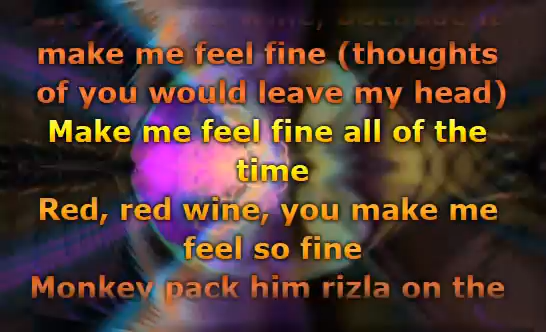 make me feel fine (thoughts
of you would leave my head)
Make me feel fine all of the
time
Red, red wine, you make me
feel so fine
Monkey pack him rizla on the